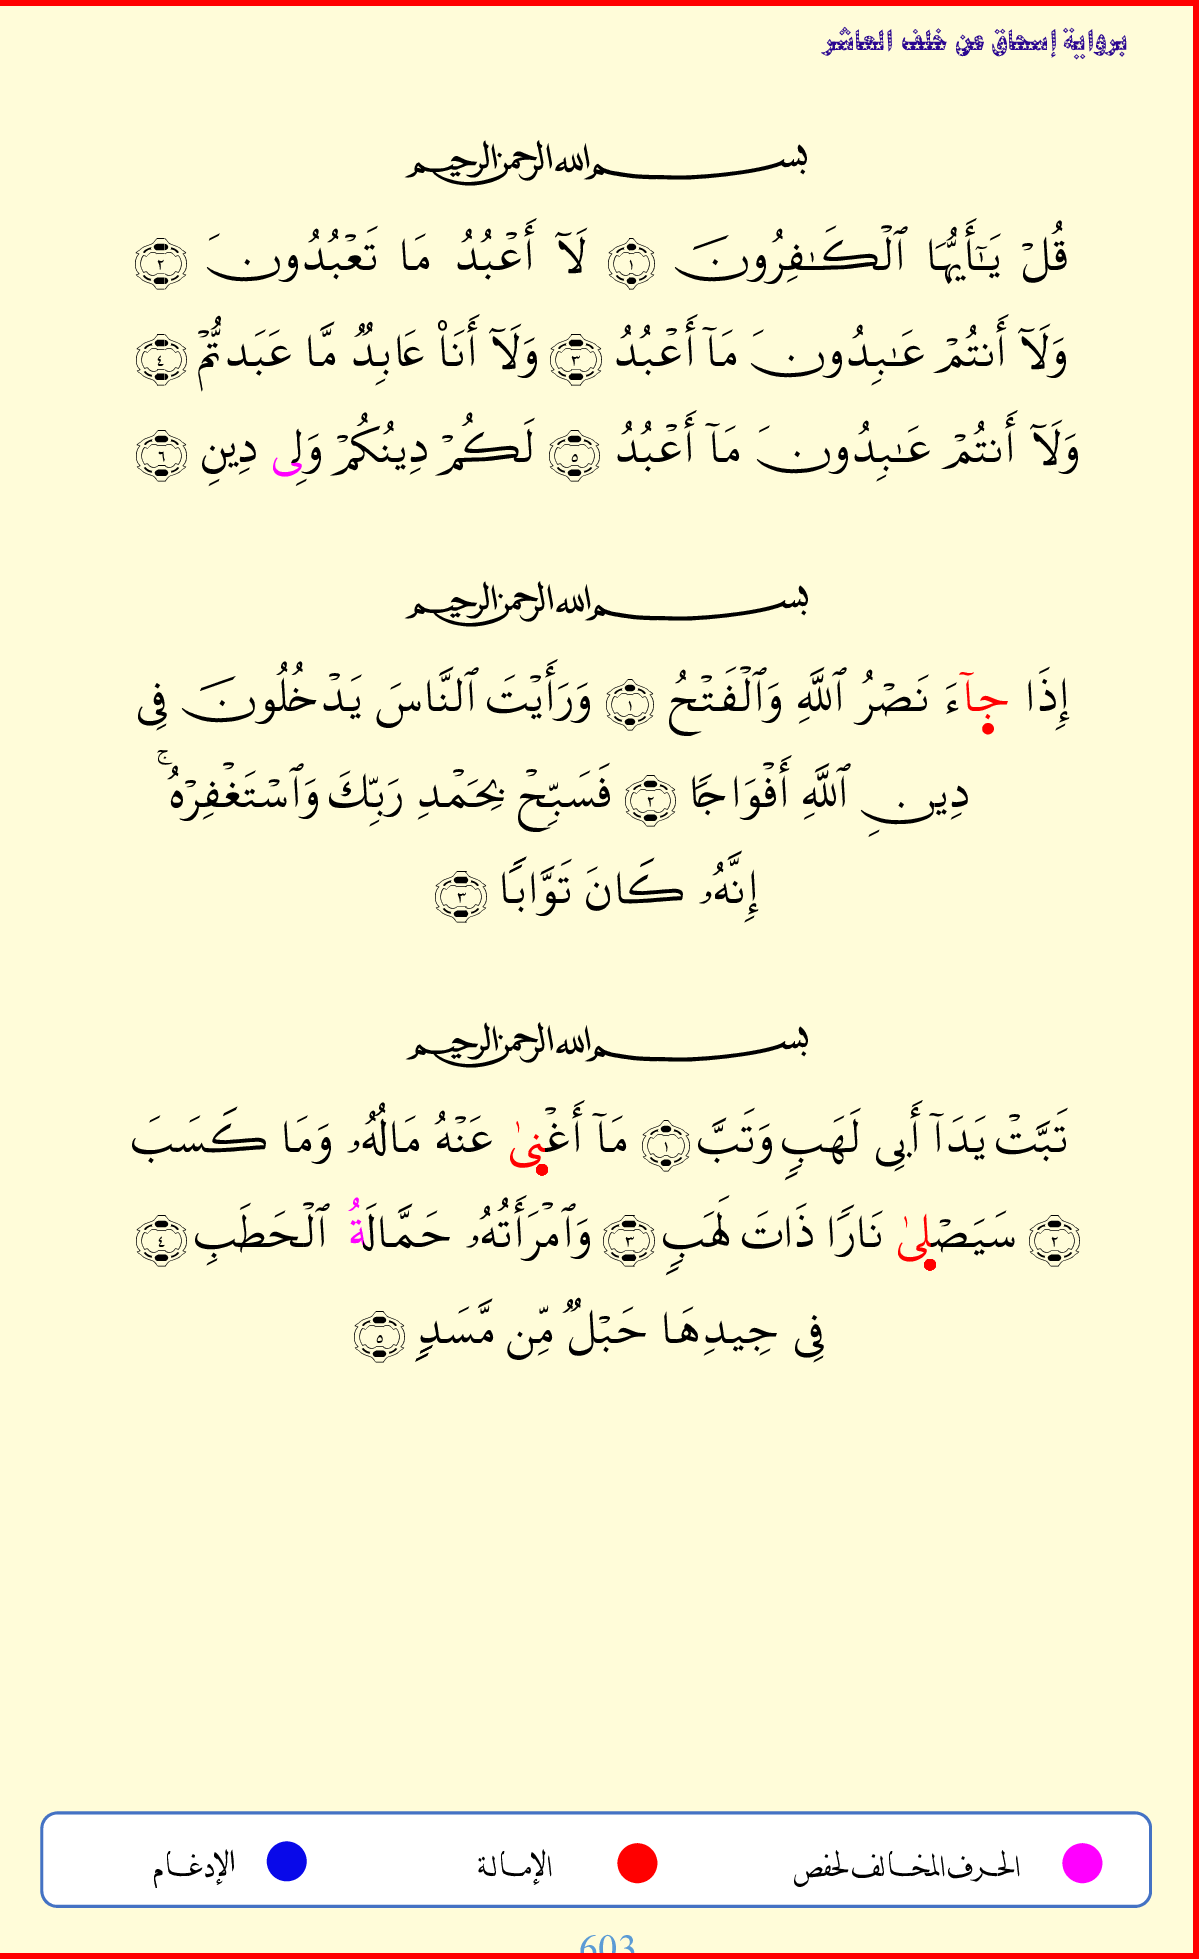 برواية إسحاق عن خلف العاشر
بسم الله الرحمن الرحيم
قُلۡ يَٰٓأَيُّهَا ٱلۡكَٰفِرُونَ ١ لَآ أَعۡبُدُ مَا تَعۡبُدُونَ ٢
وَلَآ أَنتُمۡ عَٰبِدُونَ مَآ أَعۡبُدُ ٣ وَلَآ أَنَا۠ عَابِدٞ مَّا عَبَدتُّمۡ ٤
وَلَآ أَنتُمۡ عَٰبِدُونَ مَآ أَعۡبُدُ ٥ لَكُمۡ دِينُكُمۡ وَلِي دِينِ ٦
بسم الله الرحمن الرحيم
إِذَا جِآءَ نَصۡرُ ٱللَّهِ وَٱلۡفَتۡحُ ١ وَرَأَيۡتَ ٱلنَّاسَ يَدۡخُلُونَ فِي
دِينِ ٱللَّهِ أَفۡوَاجٗا ٢ فَسَبِّحۡ بِحَمۡدِ رَبِّكَ وَٱسۡتَغۡفِرۡهُۚ
إِنَّهُۥ كَانَ تَوَّابَۢا ٣
بسم الله الرحمن الرحيم
تَبَّتۡ يَدَآ أَبِي لَهَبٖ وَتَبَّ ١ مَآ أَغۡنِىٰ عَنۡهُ مَالُهُۥ وَمَا كَسَبَ
٢ سَيَصۡلِىٰ نَارٗا ذَاتَ لَهَبٖ ٣ وَٱمۡرَأَتُهُۥ حَمَّالَةُ ٱلۡحَطَبِ ٤
فِي جِيدِهَا حَبۡلٞ مِّن مَّسَدِۭ ٥
الحرف المخالف لحفص الإمالة الإدغام
603